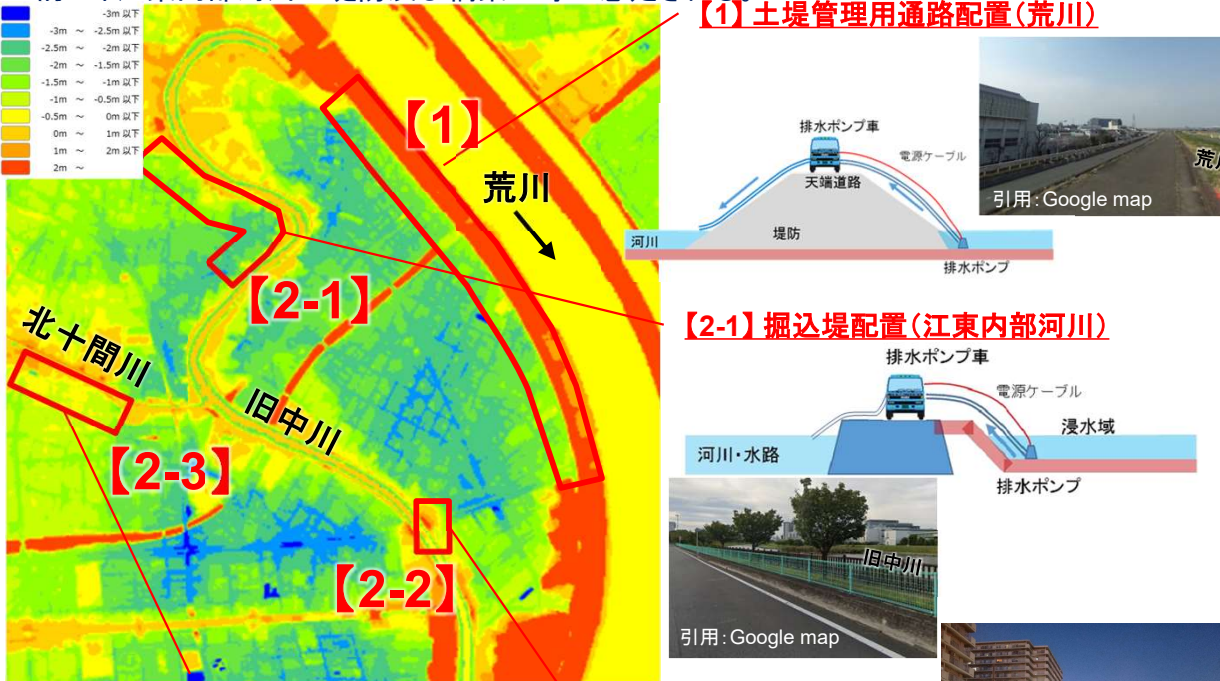 【1】土堤管理用通路配置(荒川)
-3m 以下
-3m ～ -2.5m 以下
-2.5m ～ -2m 以下
-2m ～ -1.5m 以下
-1.5m ～ -1m 以下
-1m ～ -0.5m 以下
-0.5m ～ 0m 以下
0m ～ 1m 以下
1m ～ 2m 以下
2m ～
【1】
荒川
【2-1】
北十間川
旧中川
【2-3】
【2-2】
排水ポンプ車
電源ケーブル
天端道路
河川
堤防
排水ポンプ
荒川
引用：Google map
【2-1】掘込堤配置(江東内部河川)
排水ポンプ車
電源ケーブル
浸水域
河川・水路
排水ポンプ
旧中川
引用：Google map